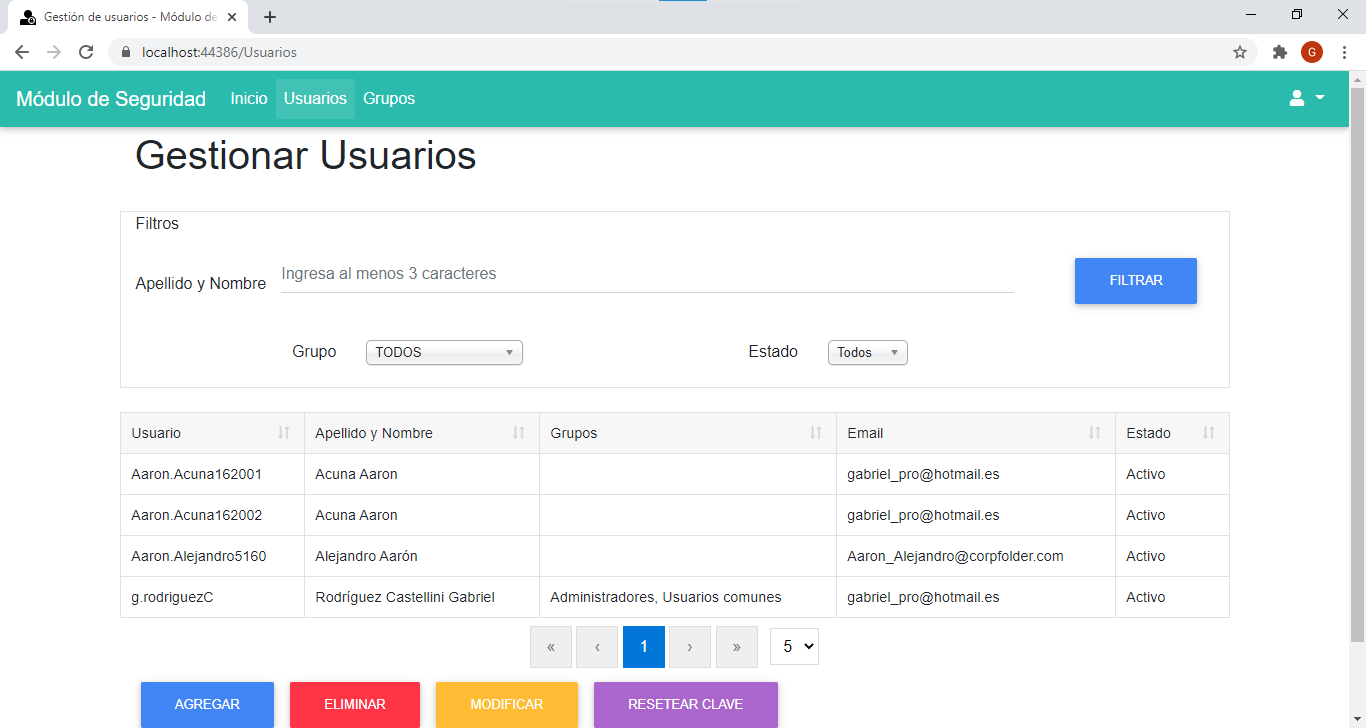 Gestión de usuarios - Módulo de
localhost:44386/Usuarios
G
Módulo de Seguridad Inicio Usuarios Grupos
Gestionar Usuarios
Filtros
Apellido y Nombre Ingresa al menos 3 caracteres FILTRAR
Grupo TODOS Estado Todos
Usuario Apellido y Nombre Grupos Email Estado
Aaron.Acuna162001 Acuna Aaron gabriel_pro@hotmail.es Activo
Aaron.Acuna162002 Acuna Aaron gabriel_pro@hotmail.es Activo
Aaron.Alejandro5160 Alejandro Aarón Aaron_Alejandro@corpfolder.com Activo
g.rodriguezC Rodríguez Castellini Gabriel Administradores, Usuarios comunes gabriel_pro@hotmail.es Activo
« ‹ 1 › » 5
AGREGAR ELIMINAR MODIFICAR RESETEAR CLAVE